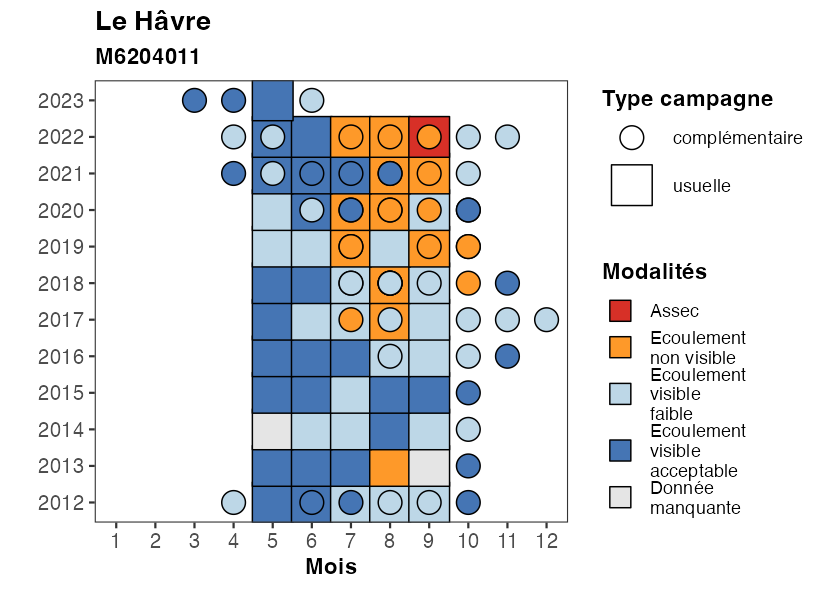 Le Hâvre
M6204011
2023
2022
2021
2020
2019
2018
2017
2016
2015
2014
2013
2012
1 2 3 4 5 6 7 8 9 10 11 12
Mois
Type campagne
complémentaire
usuelle
Modalités
Assec
Ecoulement
non visible
Ecoulement
visible
faible
Ecoulement
visible
acceptable
Donnée
manquante